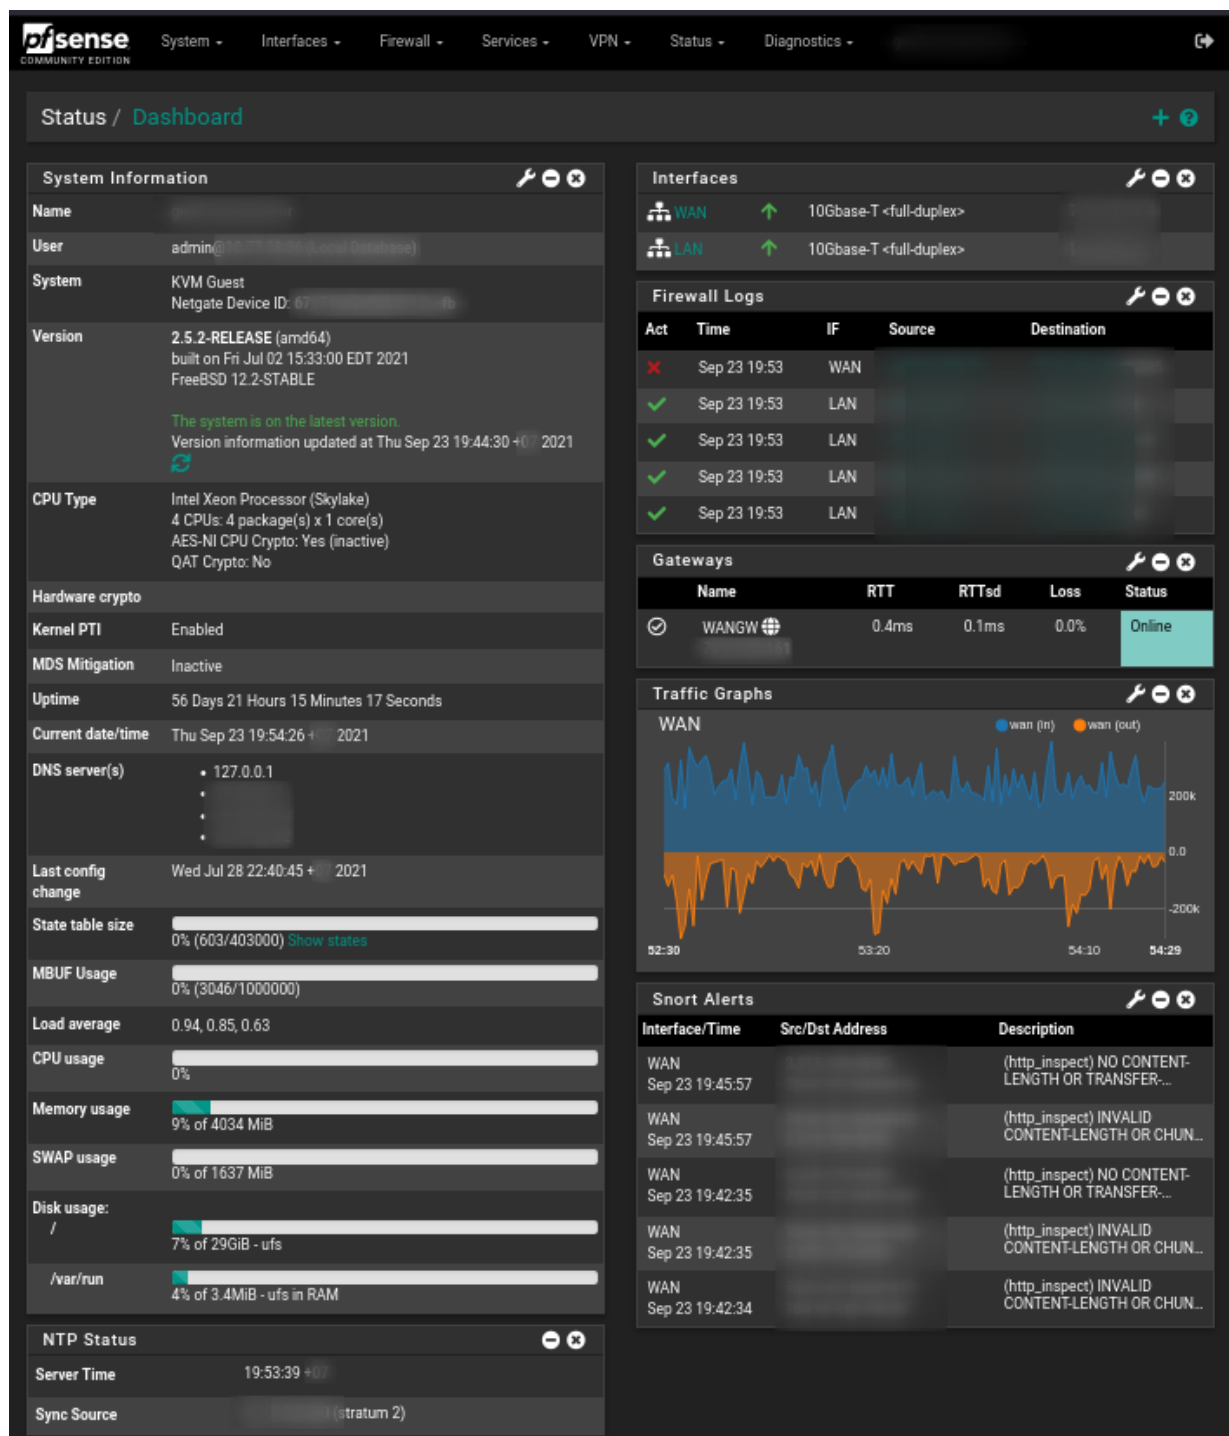 pfsense
COMMUNITY EDITION
System
Interfaces
Firewall
Services
VPN
Status
Diagnostics
Status / Dashboard
System Information
Name
User admin
System KVM Guest
Netgate Device ID: 67 fb
Version 2.5.2-RELEASE (amd64)
built on Fri Jul 02 15:33:00 EDT 2021
FreeBSD 12.2-STABLE
The system is on the latest version.
Version information updated at Thu Sep 23 19:44:30 2021
CPU Type Intel Xeon Processor (Skylake)
4 CPUs: 4 package(s) x 1 core(s)
AES-NI CPU Crypto: Yes (inactive)
QAT Crypto: No
Hardware crypto
Kernel PTI Enabled
MDS Mitigation Inactive
Uptime 56 Days 21 Hours 15 Minutes 17 Seconds
Current date/time Thu Sep 23 19:54:26 2021
DNS server(s) • 127.0.0.1
Last config Wed Jul 28 22:40:45 + 2021
change
State table size
0% (603/403000) Show states
MBUF Usage
0% (3046/1000000)
Load average 0.94, 0.85, 0.63
CPU usage
0%
Memory usage
9% of 4034 MiB
SWAP usage
0% of 1637 MiB
Disk usage:
/
7% of 29GiB - ufs
/var/run
4% of 3.4MiB - ufs in RAM
NTP Status
Server Time 19:53:39
Sync Source (stratum 2)
Interfaces
WAN 10Gbase-T <full-duplex>
LAN 10Gbase-T <full-duplex>
Firewall Logs
Act Time IF Source Destination
Sep 23 19:53 WAN
Sep 23 19:53 LAN
Sep 23 19:53 LAN
Sep 23 19:53 LAN
Sep 23 19:53 LAN
Gateways
Name RTT RTTsd Loss Status
WANGW 0.4ms 0.1ms 0.0% Online
Traffic Graphs
WAN wan (in) wan (out)
200k
0.0
-200k
52:30 53:20 54:10 54:29
Snort Alerts
Interface/Time Src/Dst Address Description
WAN (http_inspect) NO CONTENT-
Sep 23 19:45:57 LENGTH OR TRANSFER-...
WAN (http_inspect) INVALID
Sep 23 19:45:57 CONTENT-LENGTH OR CHUN...
WAN (http_inspect) NO CONTENT-
Sep 23 19:42:35 LENGTH OR TRANSFER-...
WAN (http_inspect) INVALID
Sep 23 19:42:35 CONTENT-LENGTH OR CHUN...
WAN (http_inspect) INVALID
Sep 23 19:42:34 CONTENT-LENGTH OR CHUN...